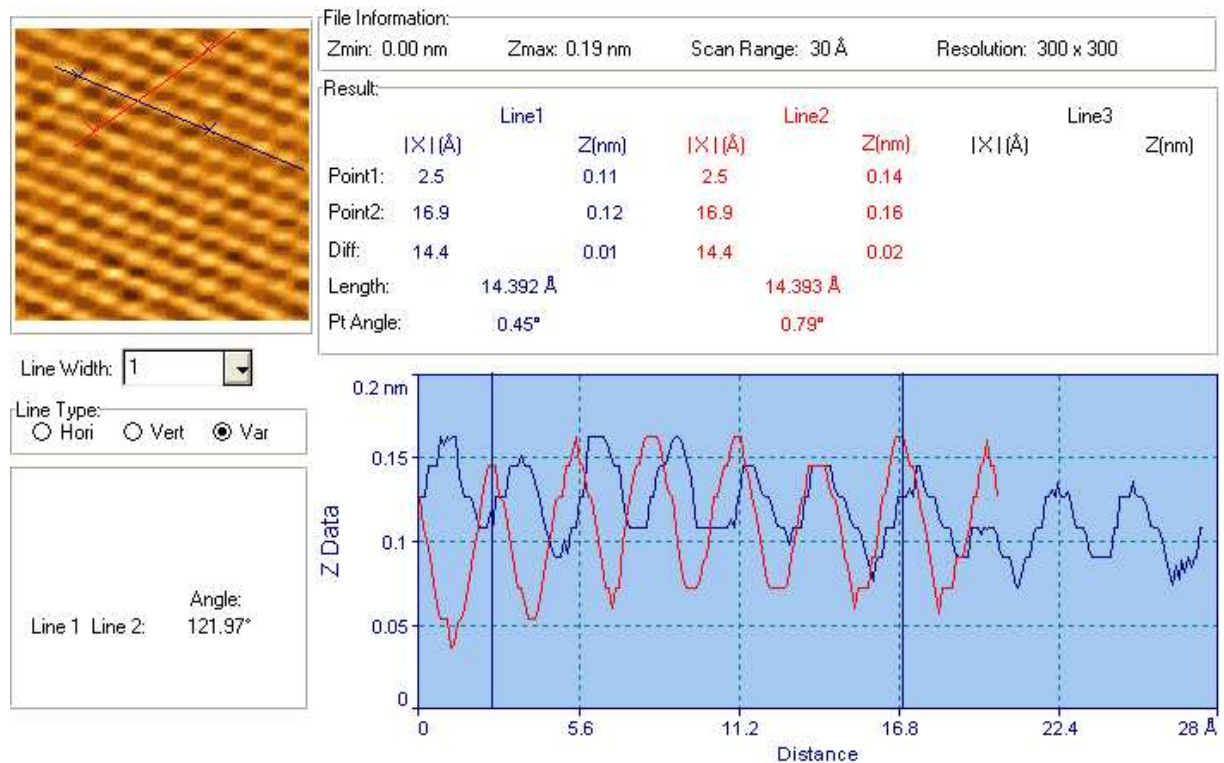 File Information:
Zmin: 0.00 nm Zmax: 0.19 nm Scan Range: 30 Å Resolution: 300 x 300
Result:
Line1 Line2 Line3
|X|(Å) Z(nm) |X|(Å) Z(nm) |X|(Å) Z(nm)
Point1: 2.5 0.11 2.5 0.14
Point2: 16.9 0.12 16.9 0.16
Diff: 14.4 0.01 14.4 0.02
Length: 14.392 Å 14.393 Å
Pt Angle: 0.45° 0.79°
Line Width: 1
Line Type:
Hori Vert Var
Angle:
Line 1 Line 2: 121.97°
0.2 nm
0.15
0.1
0.05
0
Z Data
0 5.6 11.2 16.8 22.4 28 Å
Distance